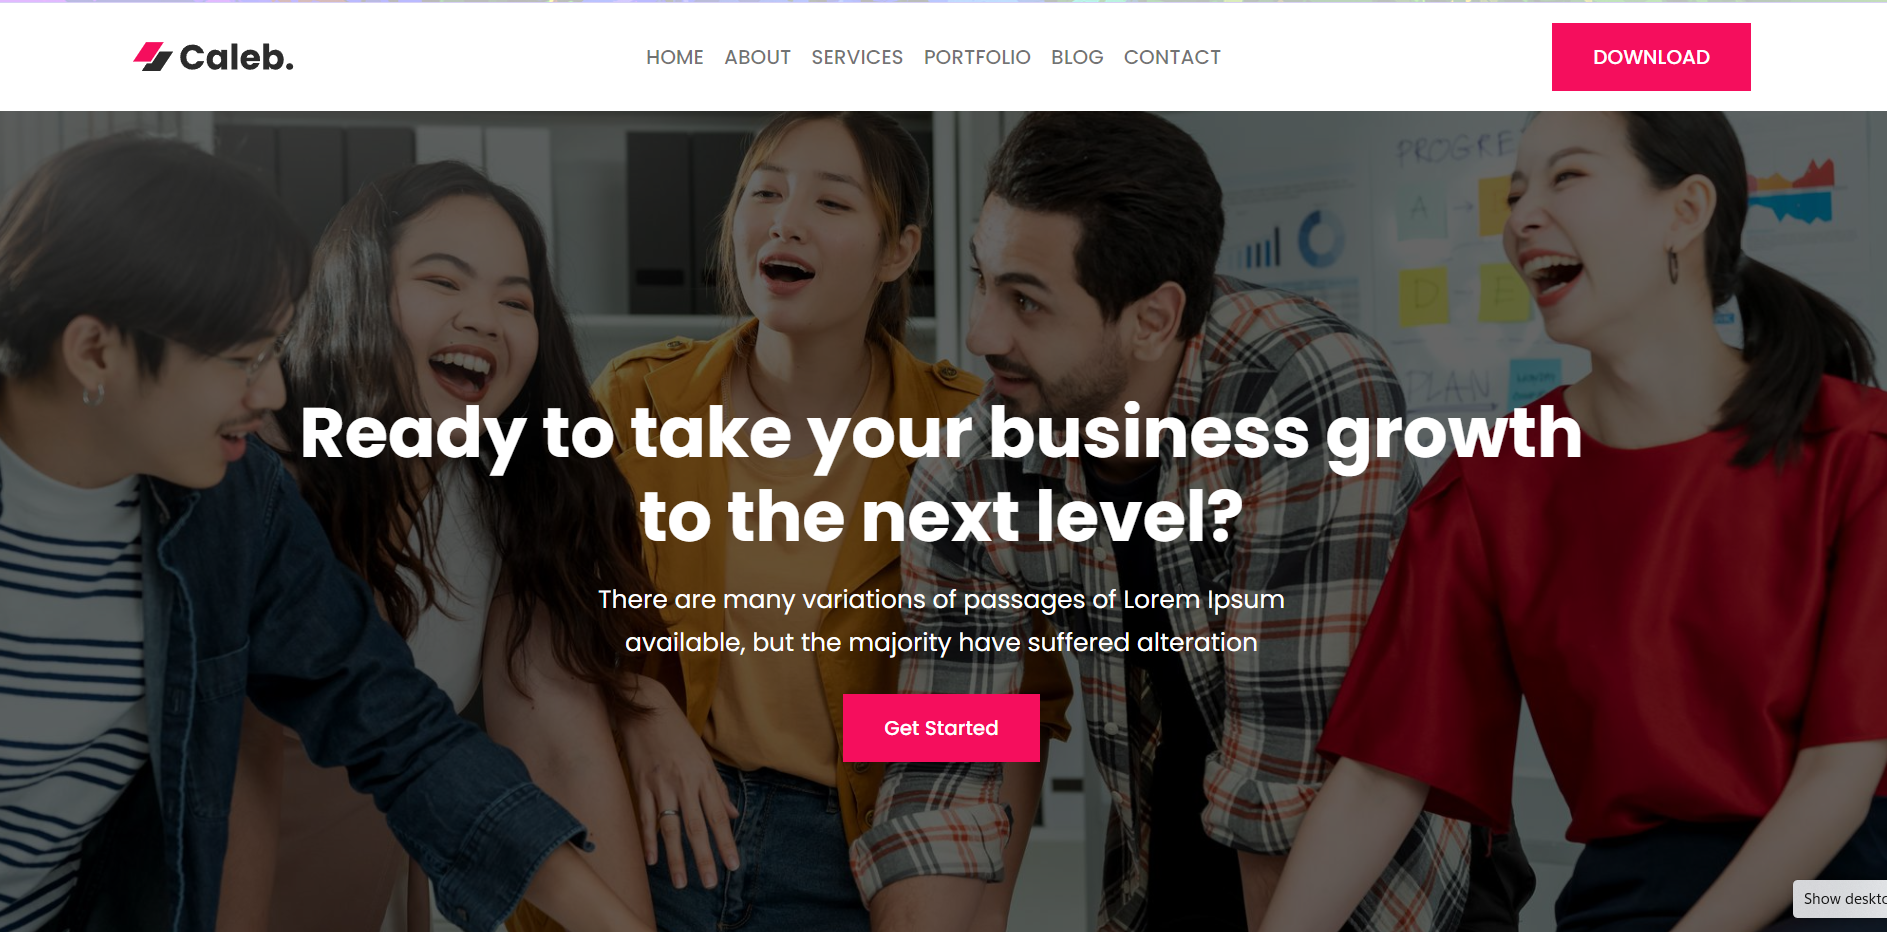 Caleb.
HOME ABOUT SERVICES PORTFOLIO BLOG CONTACT
DOWNLOAD
PROGRE
A
D E
PLAN
MONDAY
Ready to take your business growth
to the next level?
There are many variations of passages of Lorem Ipsum
available, but the majority have suffered alteration
Get Started
Show deskto